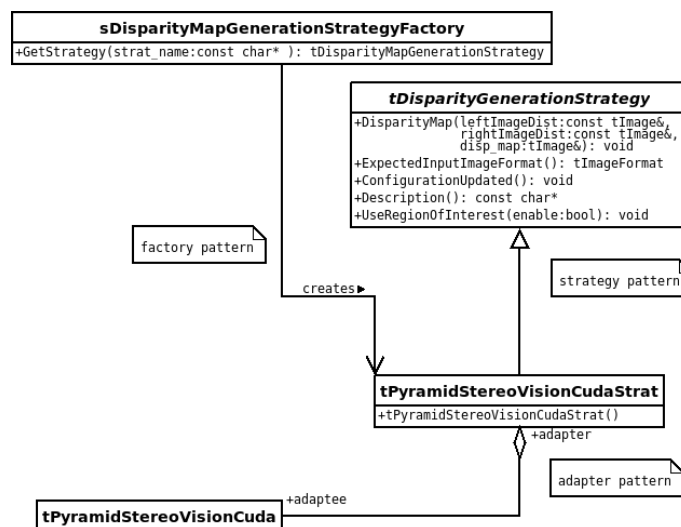 sDisparityMapGenerationStrategyFactory
+GetStrategy(strat_name:const char* ): tDisparityMapGenerationStrategy
tDisparityGenerationStrategy
+DisparityMap(leftImageDist:const tImage&,
rightImageDist:const tImage&,
disp_map:tImage&): void
+ExpectedInputImageFormat(): tImageFormat
+ConfigurationUpdated(): void
+Description(): const char*
+UseRegionOfInterest(enable:bool): void
factory pattern
strategy pattern
creates
tPyramidStereoVisionCudaStrat
+tPyramidStereoVisionCudaStrat()
+adapter
adapter pattern
+adaptee
tPyramidStereoVisionCuda